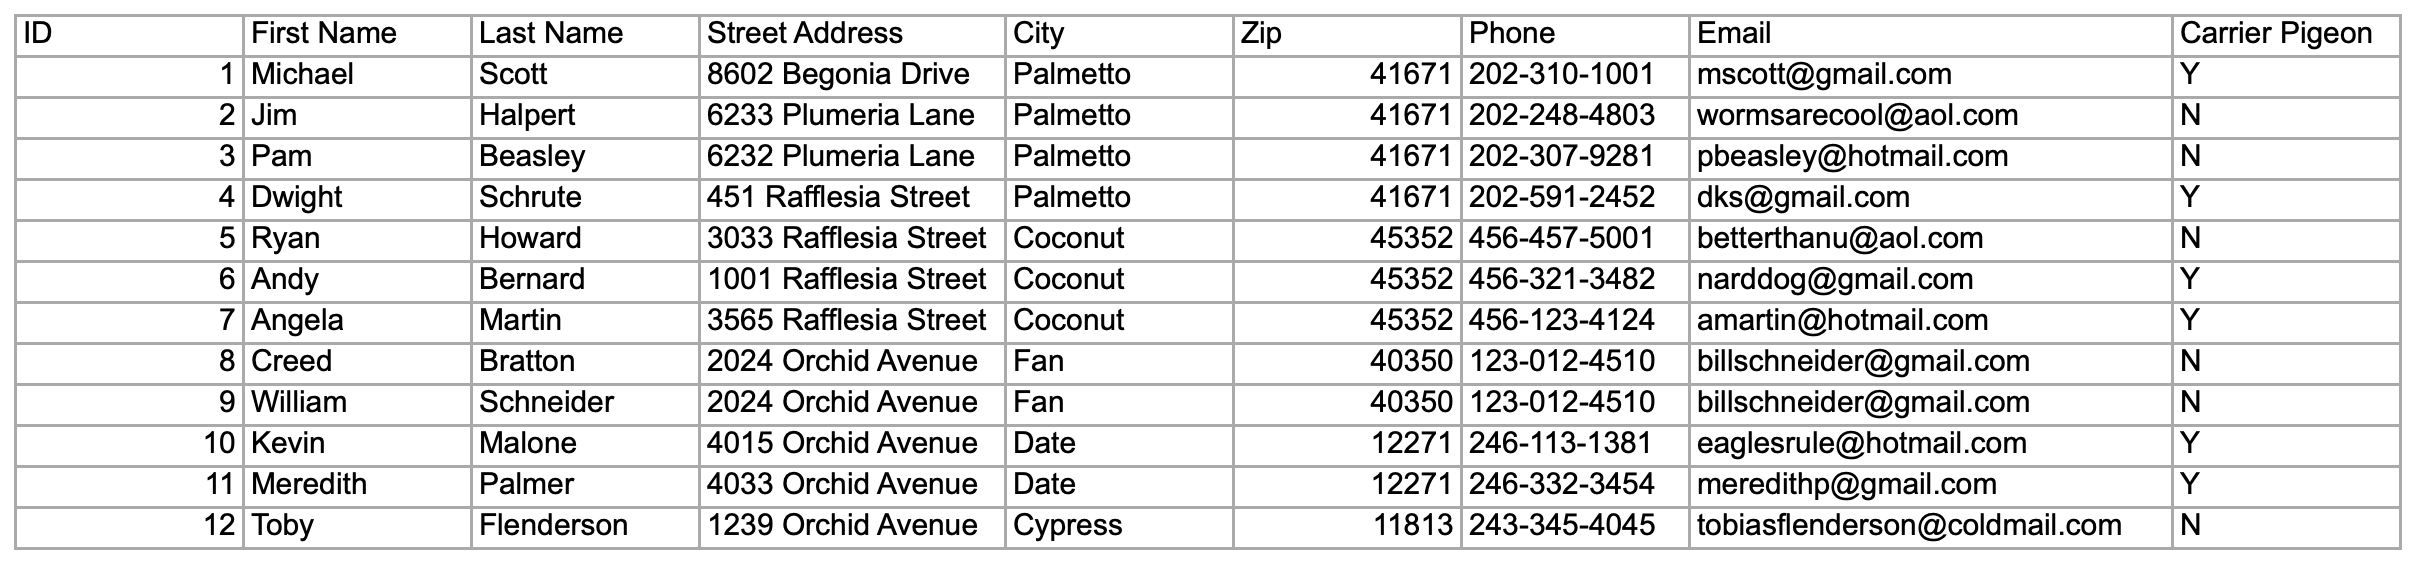 ID First Name Last Name Street Address City Zip Phone Email Carrier Pigeon
1 Michael Scott 8602 Begonia Drive Palmetto 41671 202-310-1001 mscott@gmail.com Y
2 Jim Halpert 6233 Plumeria Lane Palmetto 41671 202-248-4803 wormsarecool@aol.com N
3 Pam Beasley 6232 Plumeria Lane Palmetto 41671 202-307-9281 pbeasley@hotmail.com N
4 Dwight Schrute 451 Rafflesia Street Palmetto 41671 202-591-2452 dks@gmail.com Y
5 Ryan Howard 3033 Rafflesia Street Coconut 45352 456-457-5001 betterthanu@aol.com N
6 Andy Bernard 1001 Rafflesia Street Coconut 45352 456-321-3482 narddog@gmail.com Y
7 Angela Martin 3565 Rafflesia Street Coconut 45352 456-123-4124 amartin@hotmail.com Y
8 Creed Bratton 2024 Orchid Avenue Fan 40350 123-012-4510 billschneider@gmail.com N
9 William Schneider 2024 Orchid Avenue Fan 40350 123-012-4510 billschneider@gmail.com N
10 Kevin Malone 4015 Orchid Avenue Date 12271 246-113-1381 eaglesrule@hotmail.com Y
11 Meredith Palmer 4033 Orchid Avenue Date 12271 246-332-3454 meredithp@gmail.com Y
12 Toby Flenderson 1239 Orchid Avenue Cypress 11813 243-345-4045 tobiasflenderson@coldmail.com N